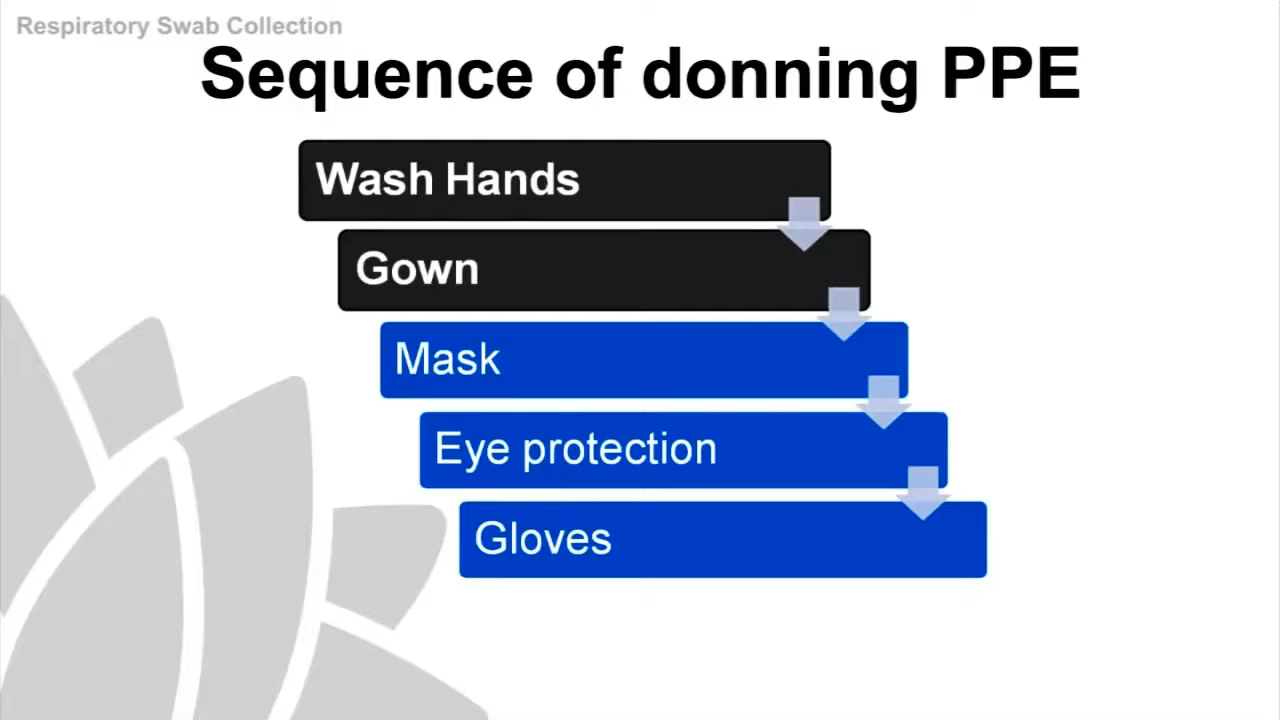 Respiratory Swab Collection
Sequence of donning PPE
Wash Hands
Gown
Mask
Eye protection
Gloves